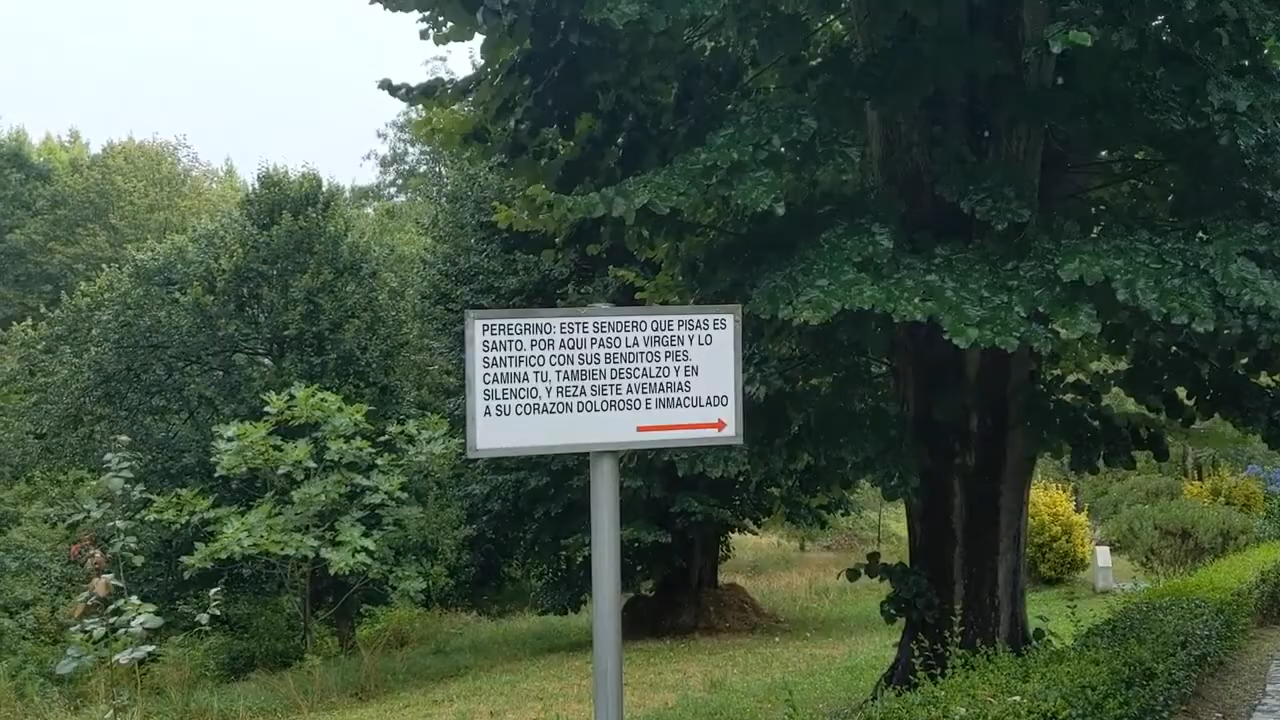 PEREGRINO: ESTE SENDERO QUE PISAS ES
SANTO. POR AQUI PASO LA VIRGEN Y LO
SANTIFICO CON SUS BENDITOS PIES.
CAMINA TU, TAMBIEN DESCALZO Y EN
SILENCIO, Y REZA SIETE AVEMARIAS
A SU CORAZON DOLOROSO E INMACULADO